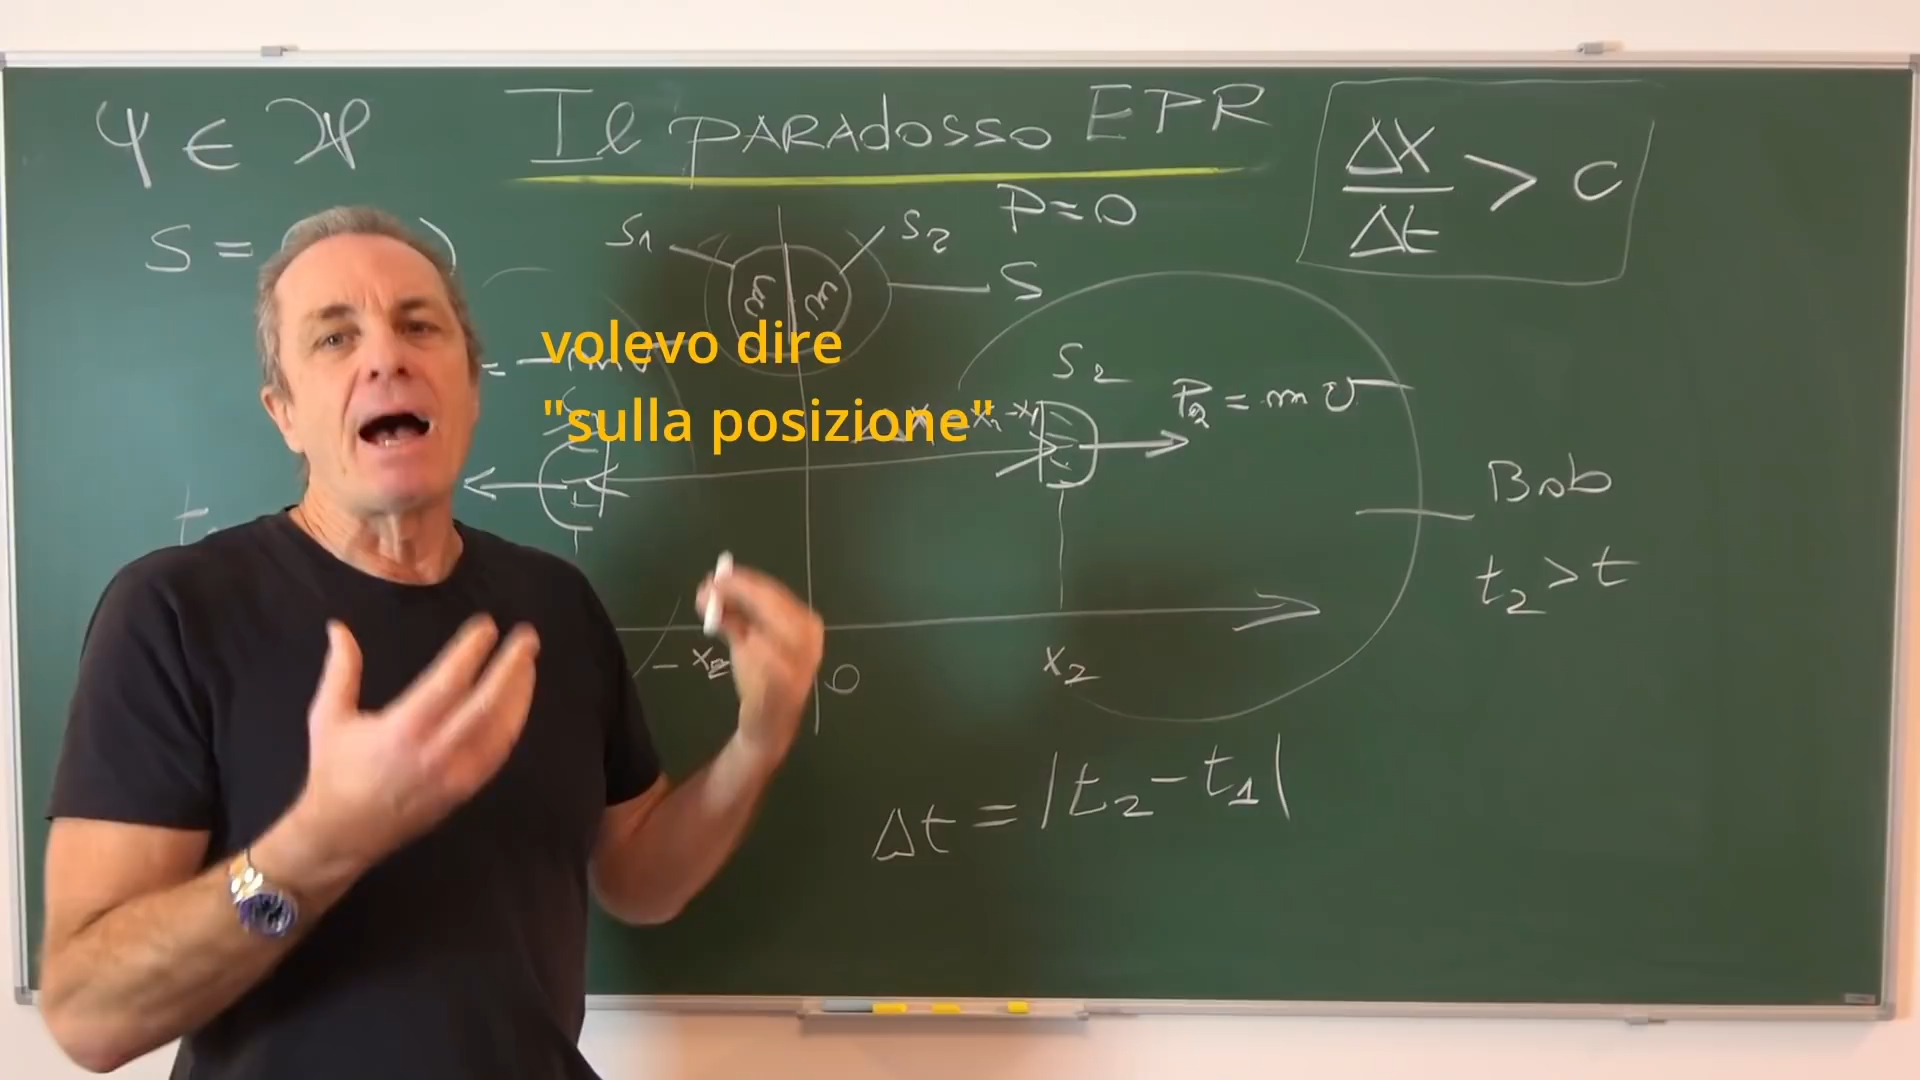 ψ ∈ ℋ
Il PARADOSSO EPR
Δx/Δt > c
P=0
S =
S1
S2
S
volevo dire
"sulla posizione"
S2
P2 = mv
Bob
t2 > t
- x2
0
x2
Δt = |t2 - t1|